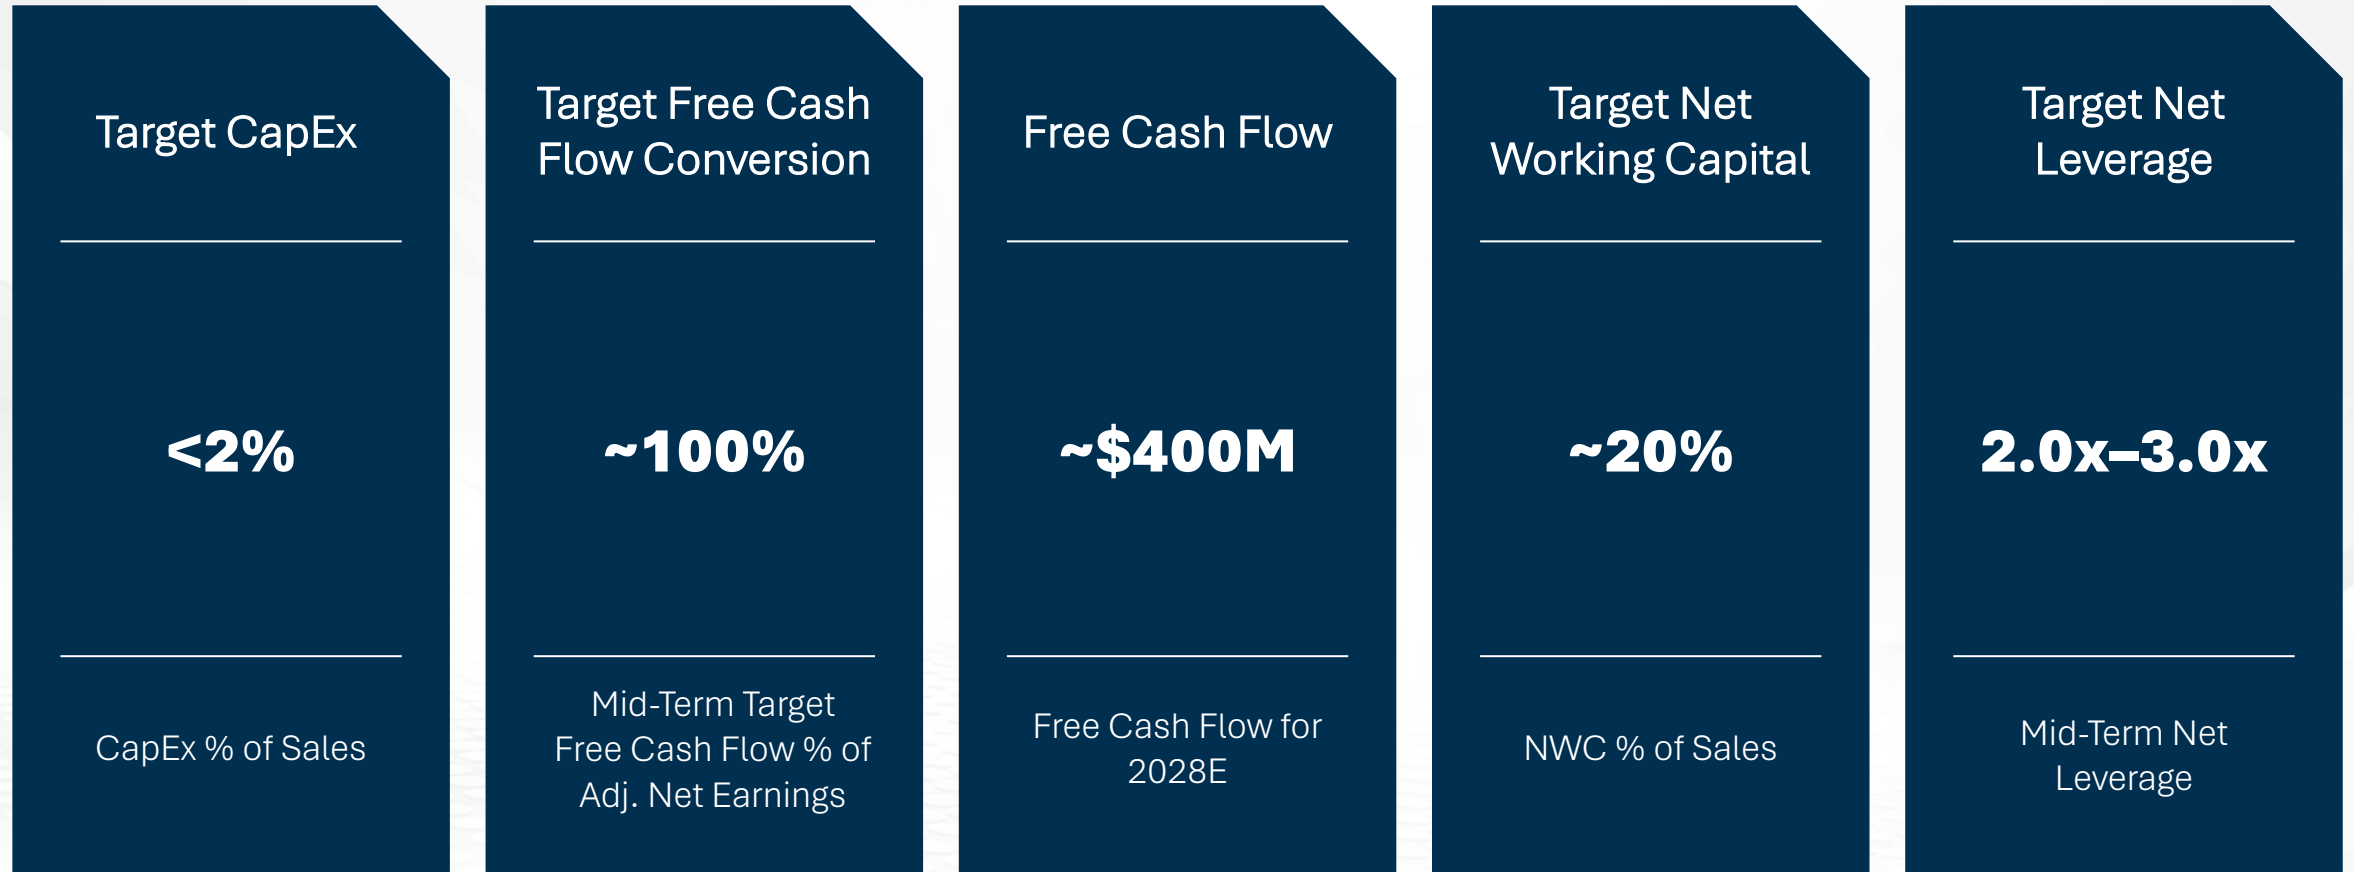 Target CapEx
<2%
CapEx % of Sales
Target Free Cash
Flow Conversion
~100%
Mid-Term Target
Free Cash Flow % of
Adj. Net Earnings
Free Cash Flow
~$400M
Free Cash Flow for
2028E
Target Net
Working Capital
~20%
NWC % of Sales
Target Net
Leverage
2.0x–3.0x
Mid-Term Net
Leverage